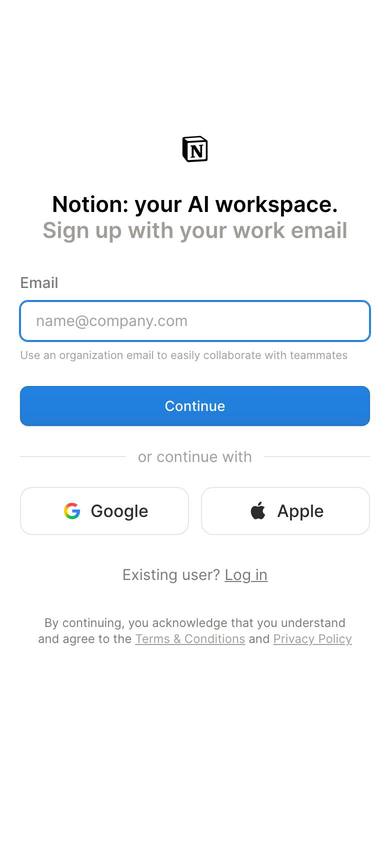 N
Notion: your AI workspace.
Sign up with your work email
Email
name@company.com
Use an organization email to easily collaborate with teammates
Continue
or continue with
Google
Apple
Existing user? Log in
By continuing, you acknowledge that you understand
and agree to the Terms & Conditions and Privacy Policy